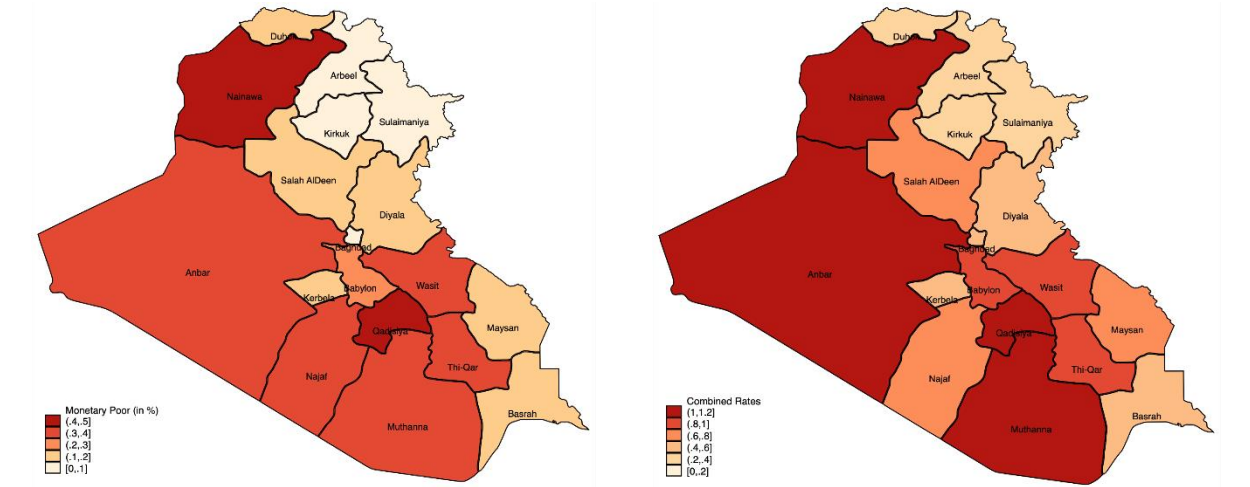 Duhok
Nainawa
Arbeel
Kirkuk
Sulaimaniya
Salah AlDeen
Diyala
Baghdad
Anbar
Kerbela
Babylon
Wasit
Qadisiya
Maysan
Najaf
Thi-Qar
Basrah
Muthanna
Monetary Poor (in %)
(.4,.5]
(.3,.4]
(.2,.3]
(.1,.2]
[0,.1]
Duhok
Nainawa
Arbeel
Kirkuk
Sulaimaniya
Salah AlDeen
Diyala
Baghdad
Anbar
Kerbela
Babylon
Wasit
Qadisiya
Maysan
Najaf
Thi-Qar
Basrah
Muthanna
Combined Rates
(1,1.2]
(.8,1]
(.6,.8]
(.4,.6]
(.2,.4]
[0,.2]